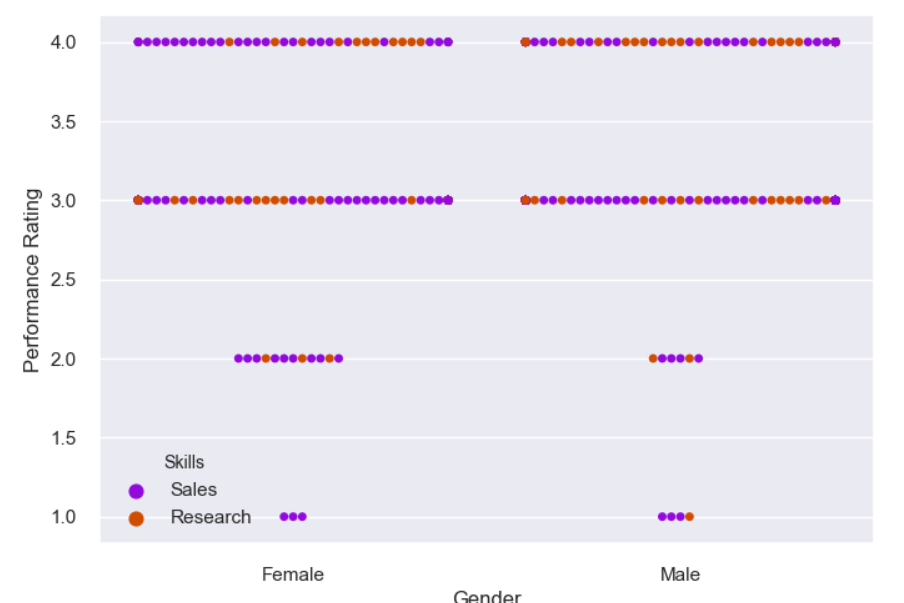 4.0
3.5
3.0
2.5
2.0
1.5
1.0
Performance Rating
Skills
Sales
Research
Female Male
Gender